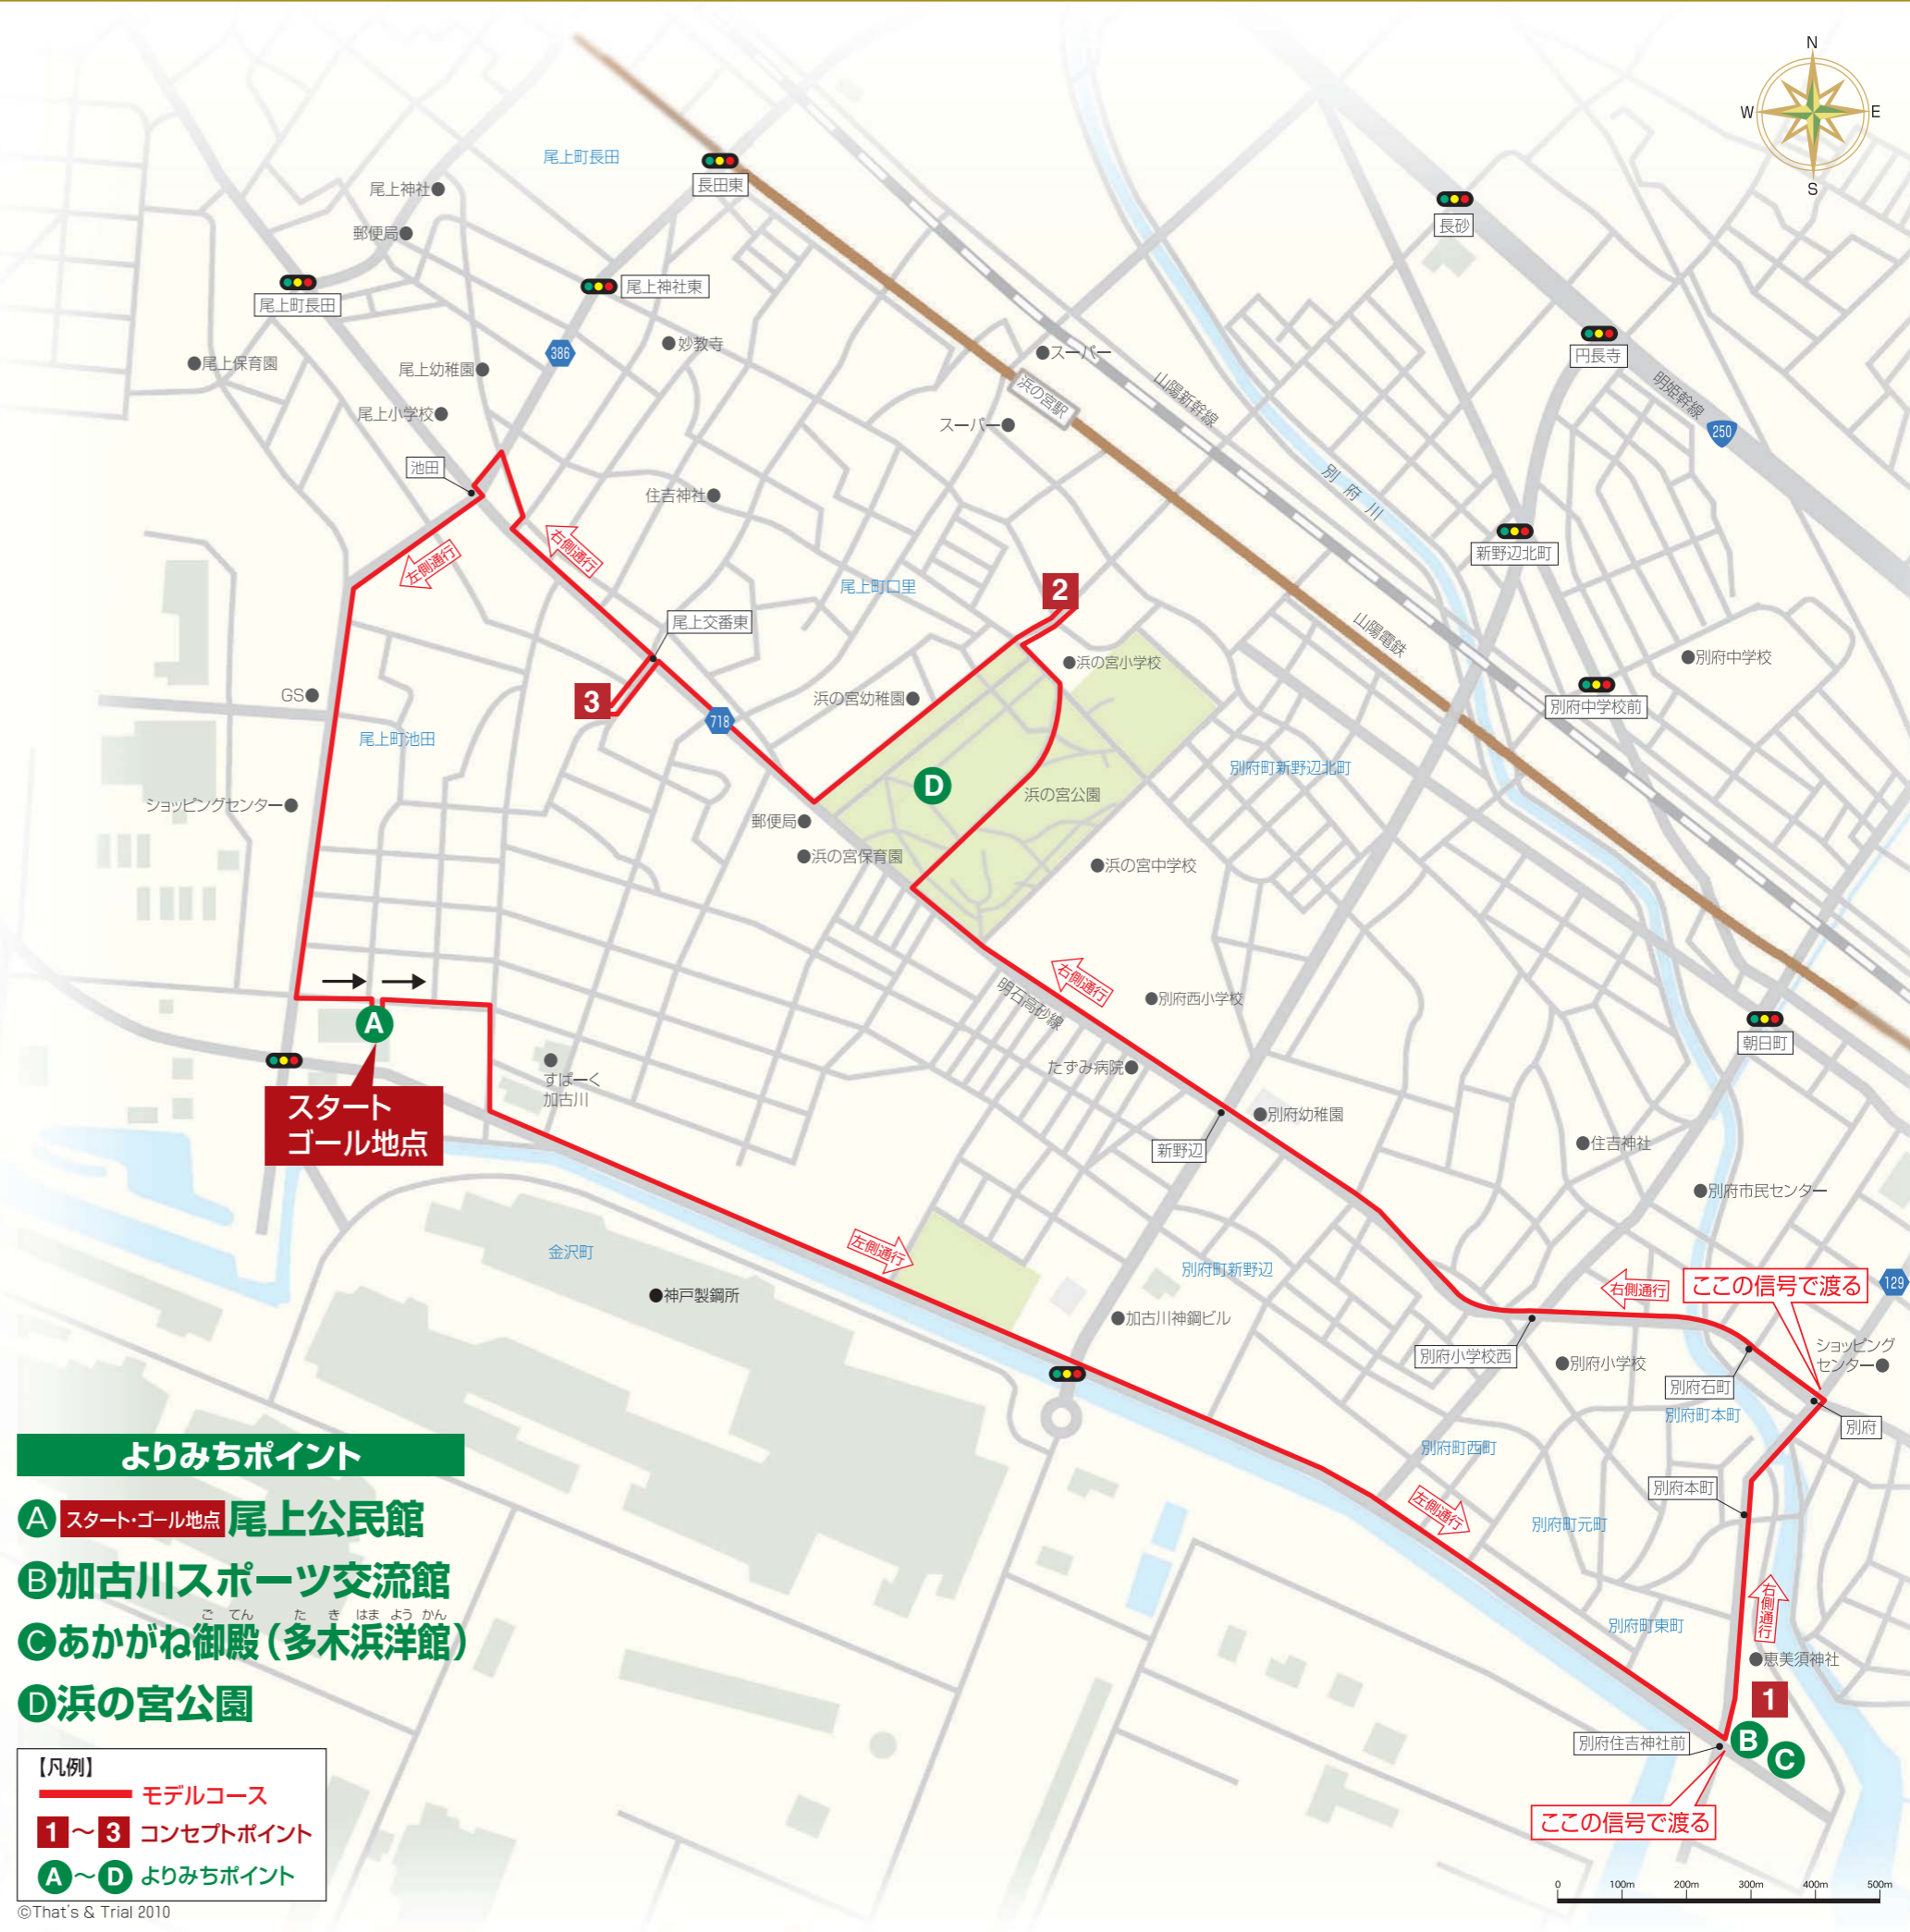 N
W
E
S
尾上町長田
長田東
尾上神社
郵便局
長砂
尾上町長田
尾上神社東
386
妙教寺
円長寺
尾上保育園
尾上幼稚園
スーパー
浜の宮駅
山陽新幹線
明姫幹線
250
尾上小学校
スーパー
池田
住吉神社
別府川
左側通行
右側通行
新野辺北町
尾上町口里
2
尾上交番東
山陽電鉄
浜の宮小学校
別府中学校
GS
3
浜の宮幼稚園
別府中学校前
718
尾上町池田
D
別府町新野辺北町
浜の宮公園
ショッピングセンター
郵便局
浜の宮保育園
浜の宮中学校
右側通行
明石高砂線
別府西小学校
A
朝日町
たずみ病院
すぱーく
加古川
スタート
ゴール地点
別府幼稚園
新野辺
住吉神社
別府市民センター
左側通行
金沢町
神戸製鋼所
別府町新野辺
右側通行
ここの信号で渡る
129
加古川神鋼ビル
別府小学校西
別府小学校
ショッピング
センター
別府石町
別府町本町
別府
別府町西町
別府本町
左側通行
別府町元町
右側通行
別府町東町
恵美須神社
1
別府住吉神社前
B
C
ここの信号で渡る
よりみちポイント
A スタート・ゴール地点 尾上公民館
B 加古川スポーツ交流館
ご てん た き はま よう かん
C あかがね御殿(多木浜洋館)
D 浜の宮公園
【凡例】
モデルコース
1～3 コンセプトポイント
A～D よりみちポイント
©That's & Trial 2010
0 100m 200m 300m 400m 500m